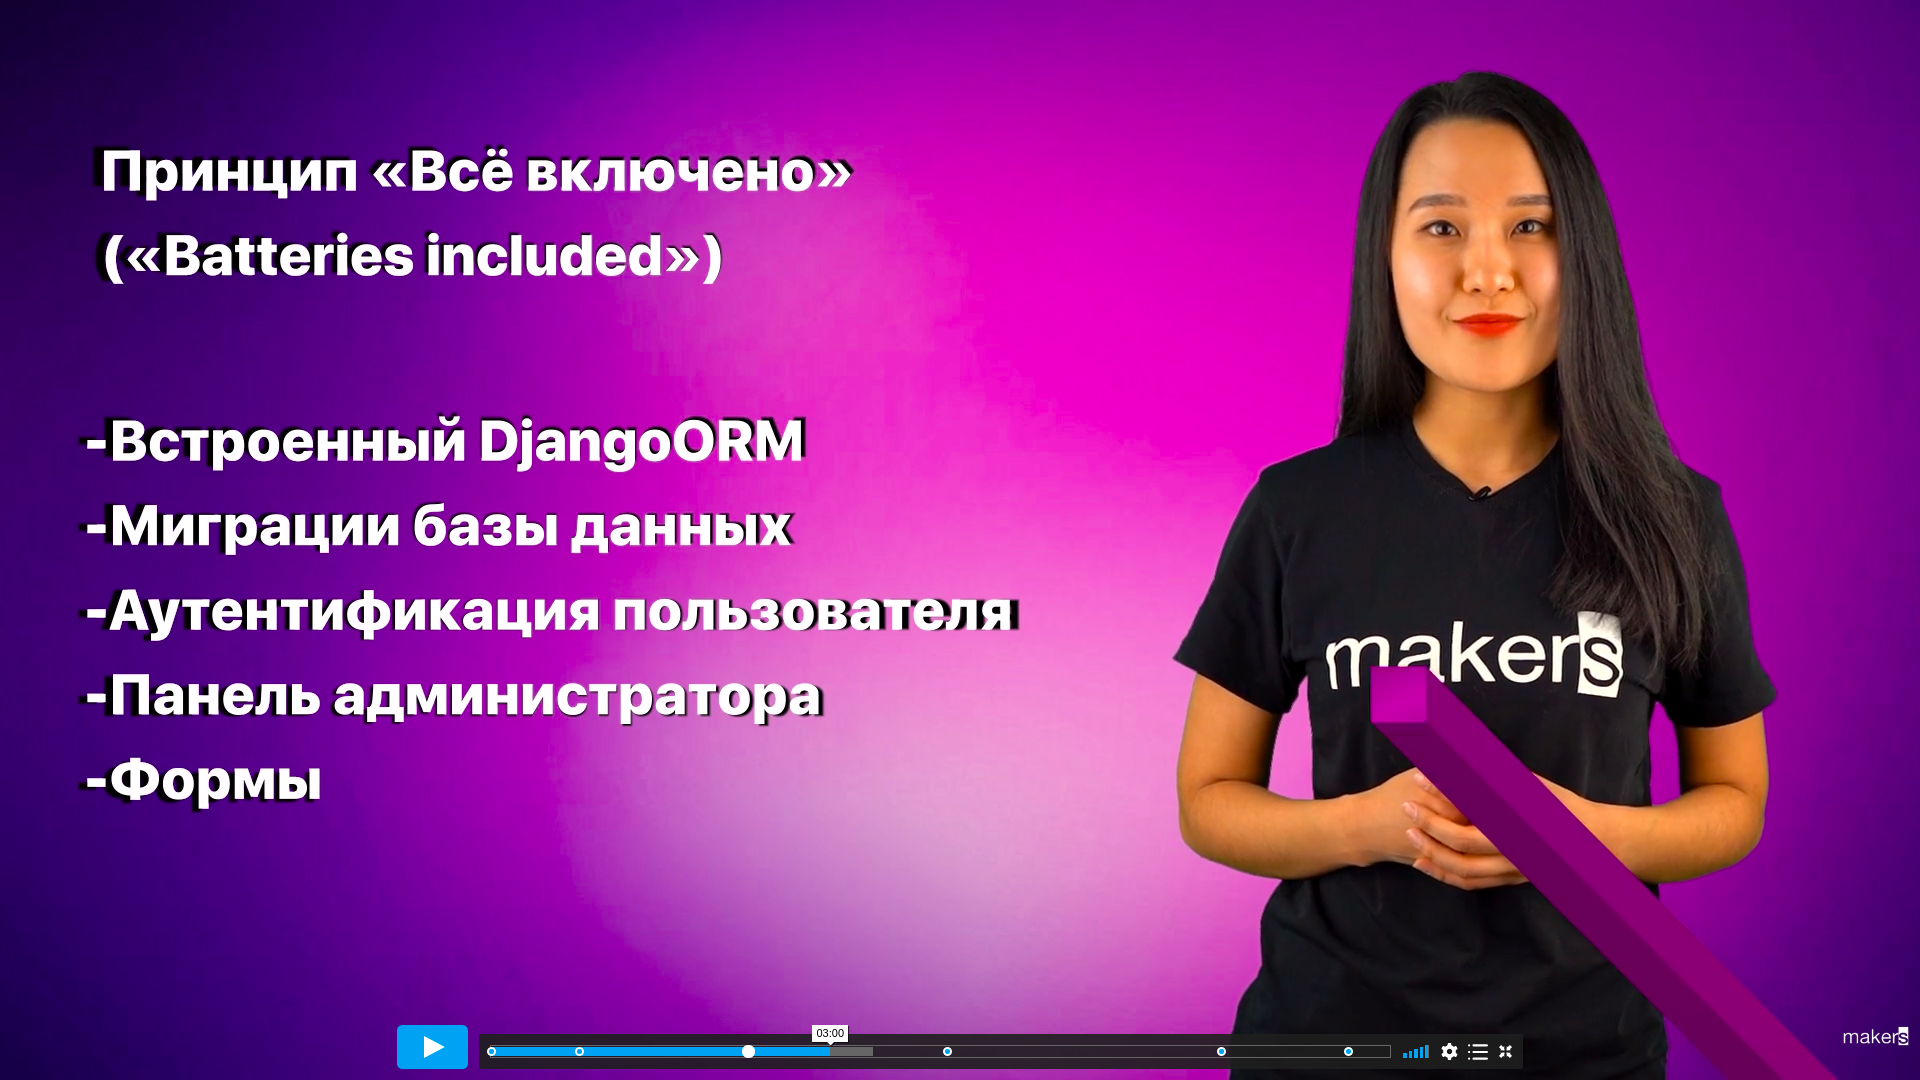 Принцип «Всё включено»
(«Batteries included»)
-Встроенный DjangoORM
-Миграции базы данных
-Аутентификация пользователя
-Панель администратора
-Формы
makers
03:00
makers